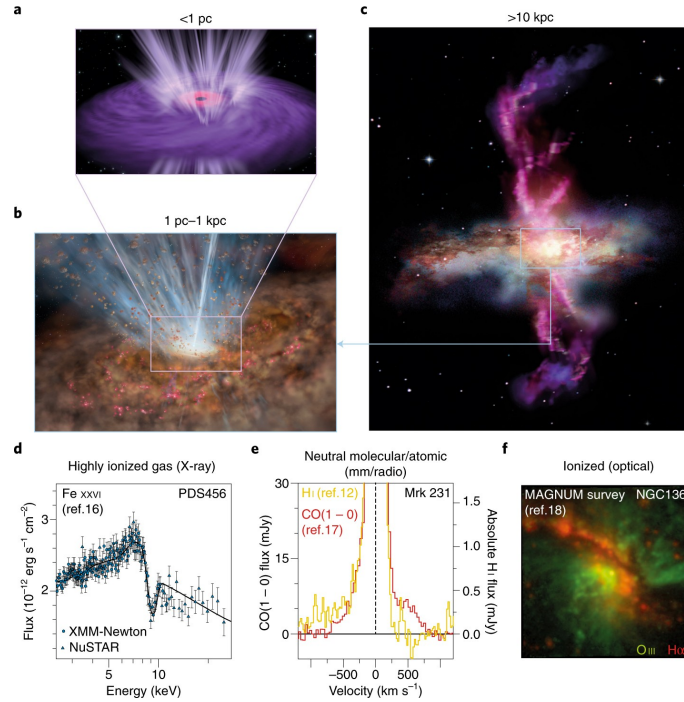 a
<1 pc
b
1 pc–1 kpc
c
>10 kpc
d
Highly ionized gas (X-ray)
Fe XXVI
(ref.16)
PDS456
3
2
Flux (10⁻¹² erg s⁻¹ cm⁻²)
XMM-Newton
NuSTAR
5
10
Energy (keV)
e
Neutral molecular/atomic
(mm/radio)
HI (ref.12)
CO(1 – 0)
(ref.17)
Mrk 231
30
15
0
CO(1 – 0) flux (mJy)
1.5
1.0
0.5
0.0
Absolute HI flux (mJy)
–500
0
500
Velocity (km s⁻¹)
f
Ionized (optical)
MAGNUM survey
NGC136
(ref.18)
OIII
Hα